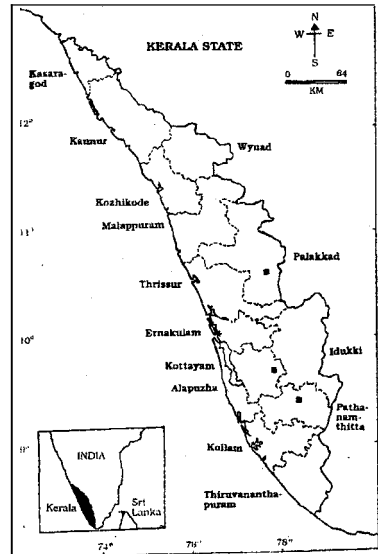 KERALA STATE
N
W E
S
0 64
KM
Kasara-
god
12°
Kannur
Wynad
Kozhikode
Malappuram
11°
Palakkad
Thrissur
10°
Ernakulam
Idukki
Kottayam
Alapuzha
Patha-
nam-
thitta
9°
Kollam
INDIA
Thiruvanantha-
puram
Kerala
Sri
Lanka
74°
76°
78°